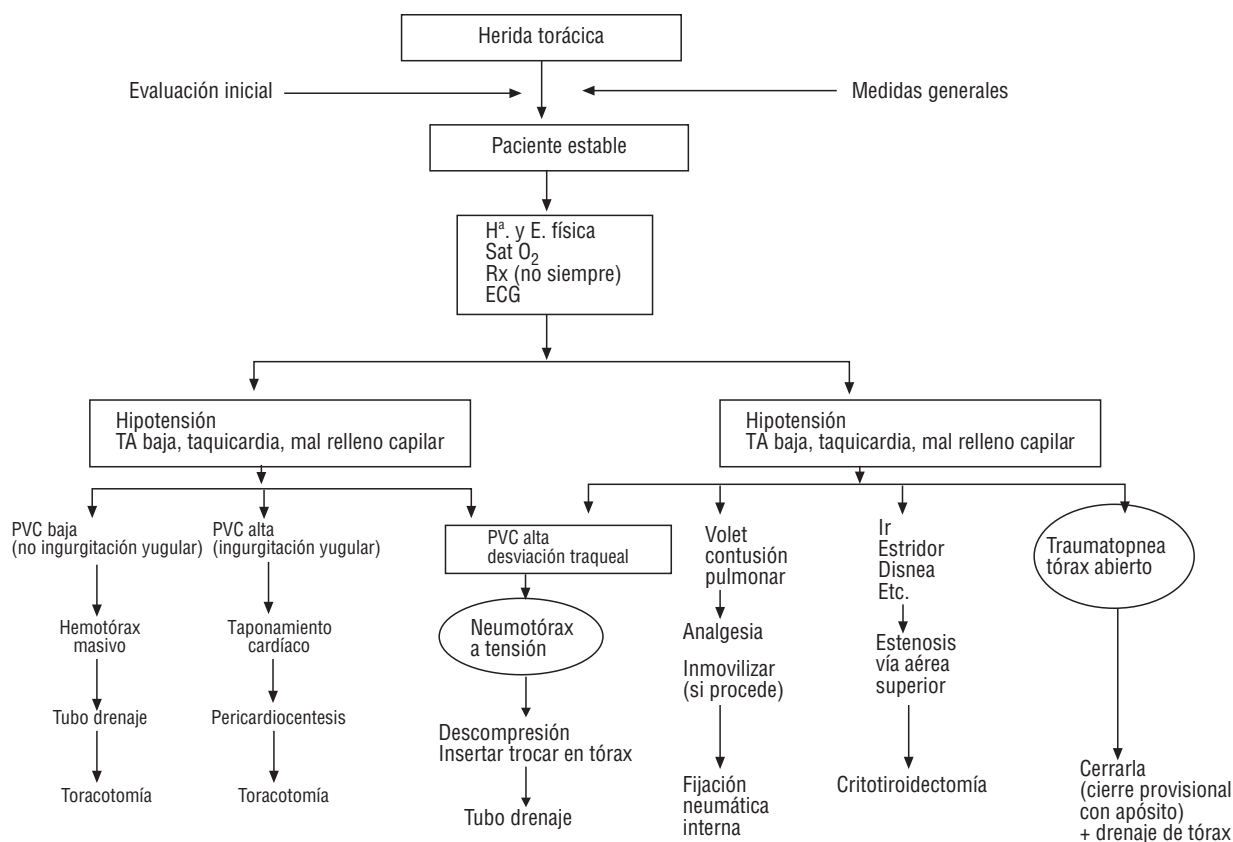 Herida torácica
Evaluación inicial
Medidas generales
Paciente estable
Hª. y E. física
Sat O₂
Rx (no siempre)
ECG
Hipotensión
TA baja, taquicardia, mal relleno capilar
Hipotensión
TA baja, taquicardia, mal relleno capilar
PVC baja
(no ingurgitación yugular)
Hemotórax
masivo
Tubo drenaje
Toracotomía
PVC alta
(ingurgitación yugular)
Taponamiento
cardíaco
Pericardiocentesis
Toracotomía
PVC alta
desviación traqueal
Neumotórax
a tensión
Descompresión
Insertar trocar en tórax
Tubo drenaje
Volet
contusión
pulmonar
Analgesia
Inmovilizar
(si procede)
Fijación
neumática
interna
Ir
Estridor
Disnea
Etc.
Estenosis
vía aérea
superior
Critotiroidectomía
Traumatopnea
tórax abierto
Cerrarla
(cierre provisional
con apósito)
+ drenaje de tórax